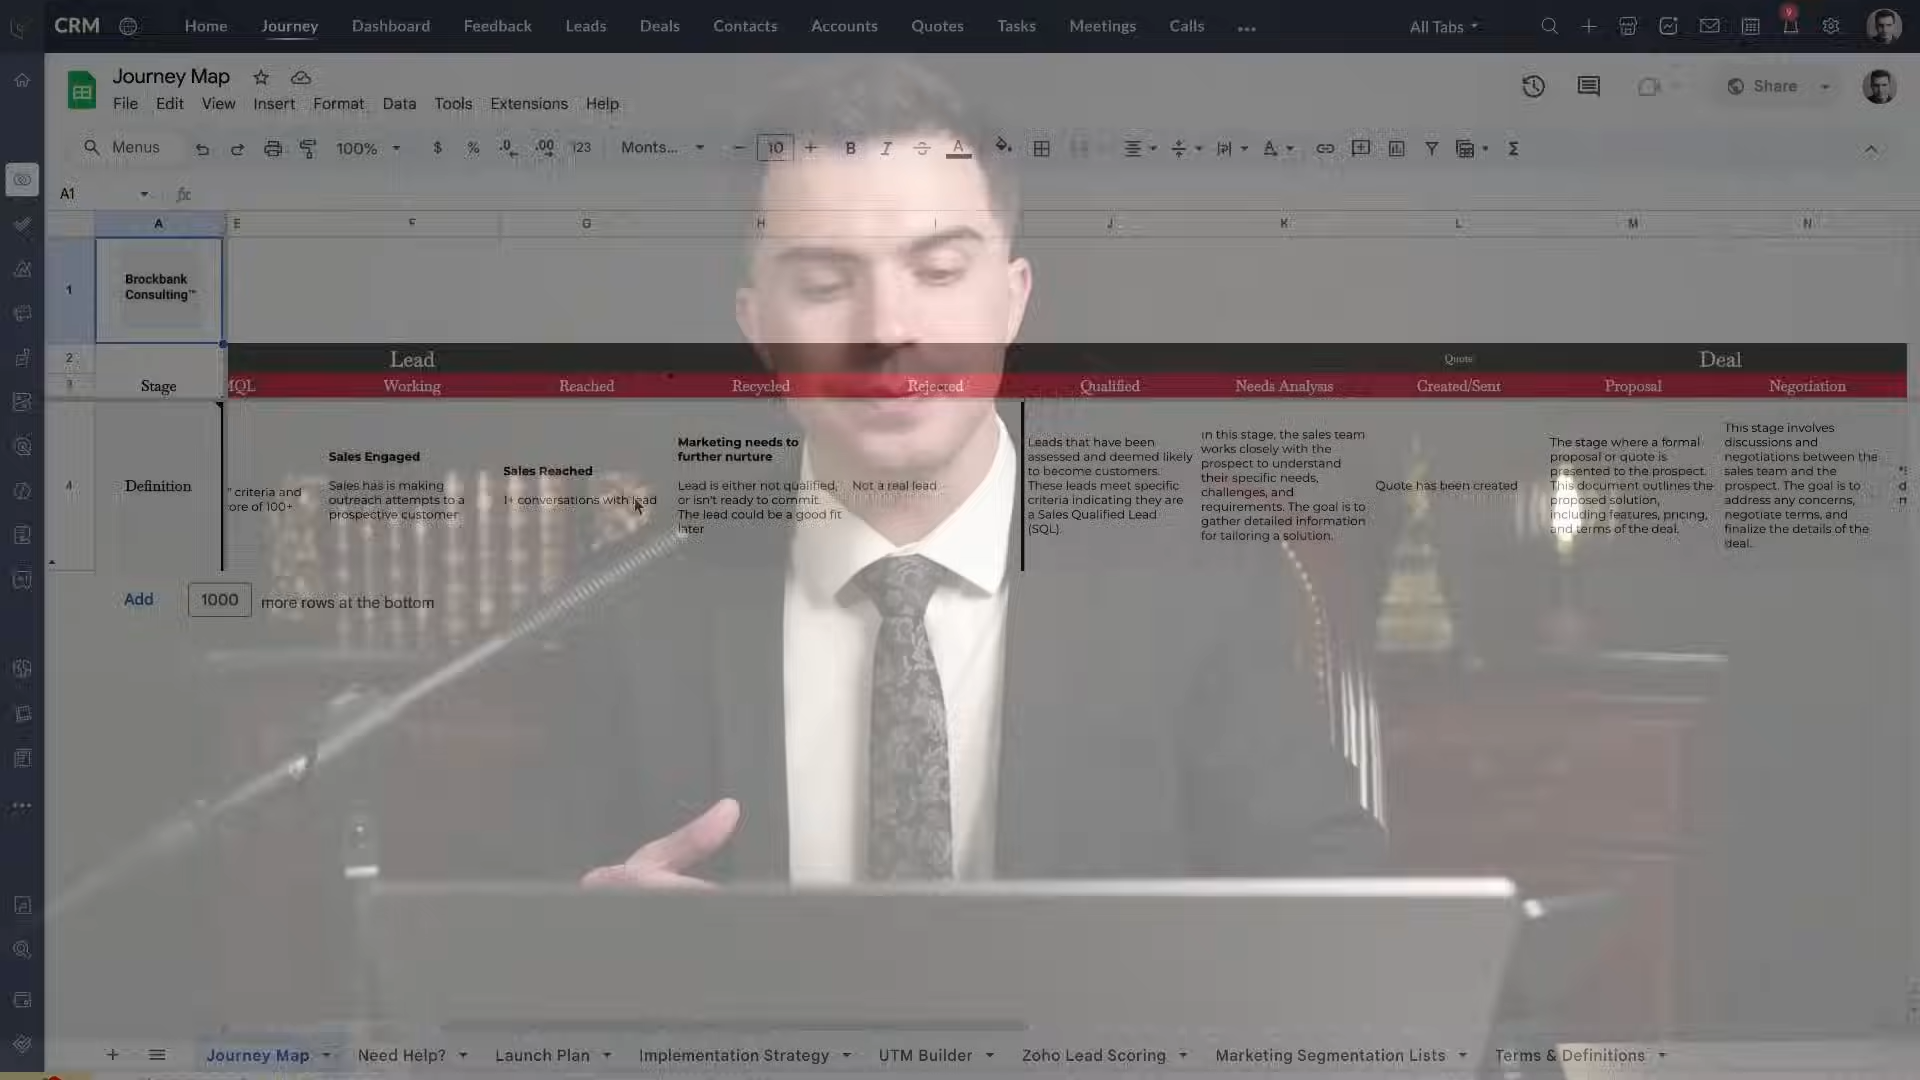 CRM Home Journey Dashboard Feedback Leads Deals Contacts Accounts Quotes Tasks Meetings Calls ••• All Tabs 9
Journey Map
File Edit View Insert Format Data Tools Extensions Help
Share
Menus 100% $ % .0 .00 123 Monts... − 10 + B I A Σ
A1 fx
A E F G H I J K L M N
1
Brockbank
Consulting™
2 Lead Quote Deal
3 Stage MQL Working Reached Recycled Rejected Qualified Needs Analysis Created/Sent Proposal Negotiation
4 Definition
" criteria and
ore of 100+
Sales Engaged
Sales has is making
outreach attempts to a
prospective customer
Sales Reached
1+ conversations with lead
Marketing needs to
further nurture
Lead is either not qualified,
or isn't ready to commit.
The lead could be a good fit
later
Not a real lead
Leads that have been
assessed and deemed likely
to become customers.
These leads meet specific
criteria indicating they are
a Sales Qualified Lead
(SQL).
In this stage, the sales team
works closely with the
prospect to understand
their specific needs,
challenges, and
requirements. The goal is to
gather detailed information
for tailoring a solution.
Quote has been created
The stage where a formal
proposal or quote is
presented to the prospect.
This document outlines the
proposed solution,
including features, pricing,
and terms of the deal.
This stage involves
discussions and
negotiations between the
sales team and the
prospect. The goal is to
address any concerns,
negotiate terms, and
finalize the details of the
deal.
Add 1000 more rows at the bottom
Journey Map Need Help? Launch Plan Implementation Strategy UTM Builder Zoho Lead Scoring Marketing Segmentation Lists Terms & Definitions